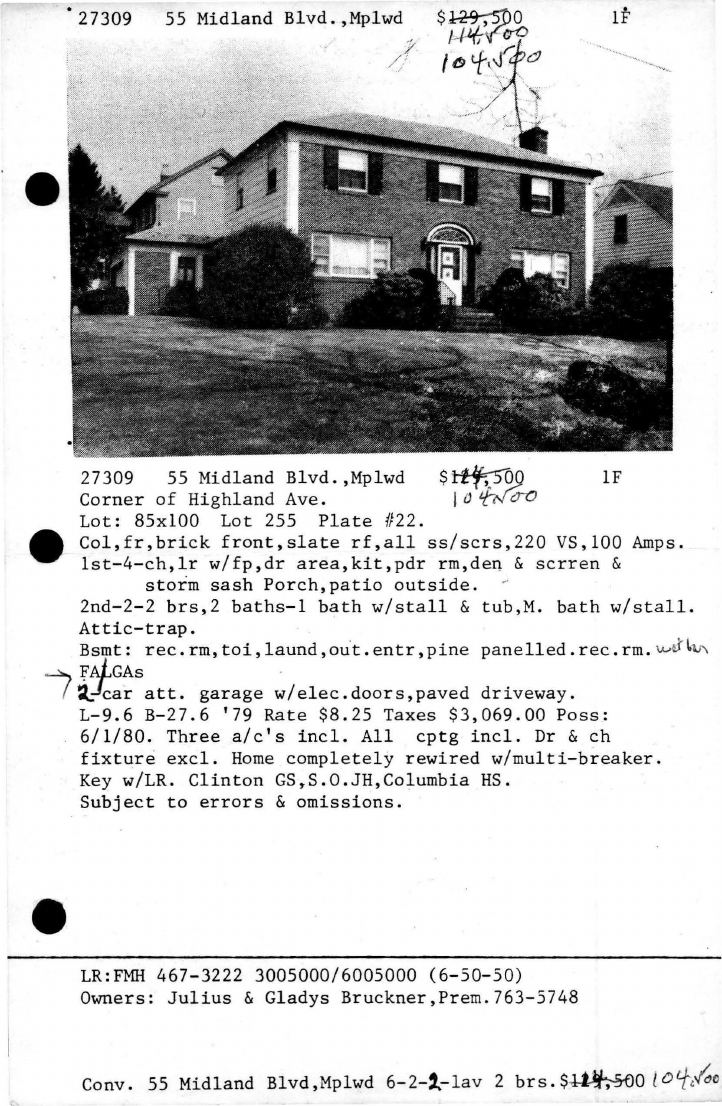 27309 55 Midland Blvd.,Mplwd $129,500 1F
114,500
104,500
27309 55 Midland Blvd.,Mplwd $124,500 1F
Corner of Highland Ave. 104,500
Lot: 85x100 Lot 255 Plate #22.
Col,fr,brick front,slate rf,all ss/scrs,220 VS,100 Amps.
1st-4-ch,lr w/fp,dr area,kit,pdr rm,den & scrren &
storm sash Porch,patio outside.
2nd-2-2 brs,2 baths-1 bath w/stall & tub,M. bath w/stall.
Attic-trap.
Bsmt: rec.rm,toi,laund,out.entr,pine panelled.rec.rm. wet bar
FALGAs
2-car att. garage w/elec.doors,paved driveway.
L-9.6 B-27.6 '79 Rate $8.25 Taxes $3,069.00 Poss:
6/1/80. Three a/c's incl. All cptg incl. Dr & ch
fixture excl. Home completely rewired w/multi-breaker.
Key w/LR. Clinton GS,S.O.JH,Columbia HS.
Subject to errors & omissions.
LR:FMH 467-3222 3005000/6005000 (6-50-50)
Owners: Julius & Gladys Bruckner,Prem.763-5748
Conv. 55 Midland Blvd,Mplwd 6-2-2-lav 2 brs.$114,500 104,500